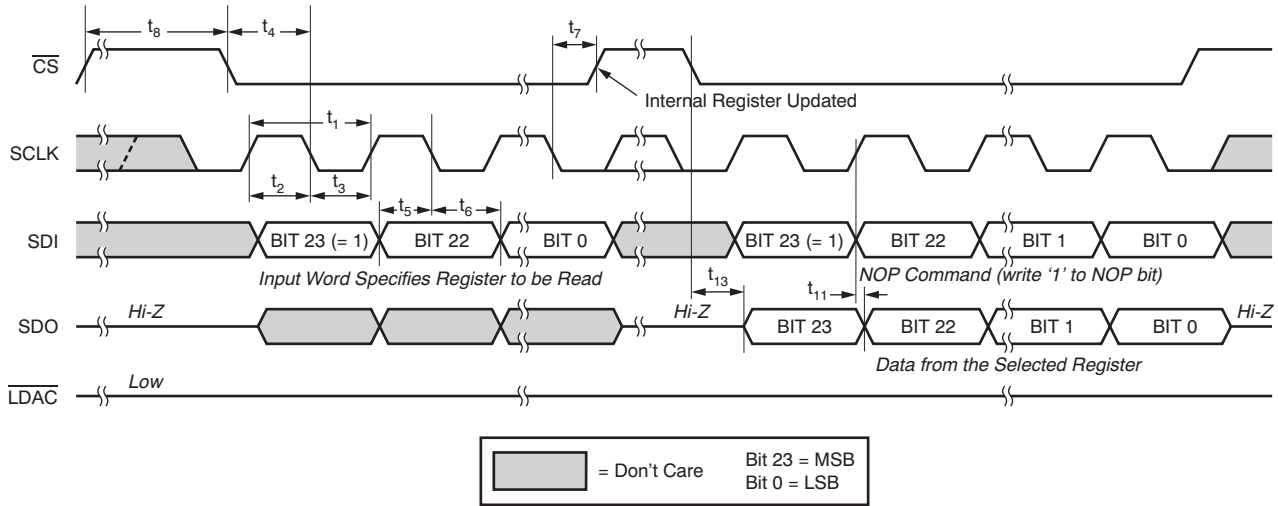 t8
t4
t7
CS
Internal Register Updated
t1
SCLK
t2
t3
t5
t6
SDI
BIT 23 (= 1)
BIT 22
BIT 0
BIT 23 (= 1)
BIT 22
BIT 1
BIT 0
Input Word Specifies Register to be Read
NOP Command (write ‘1’ to NOP bit)
t13
t11
Hi-Z
Hi-Z
Hi-Z
SDO
BIT 23
BIT 22
BIT 1
BIT 0
Data from the Selected Register
Low
LDAC
= Don’t Care
Bit 23 = MSB
Bit 0 = LSB